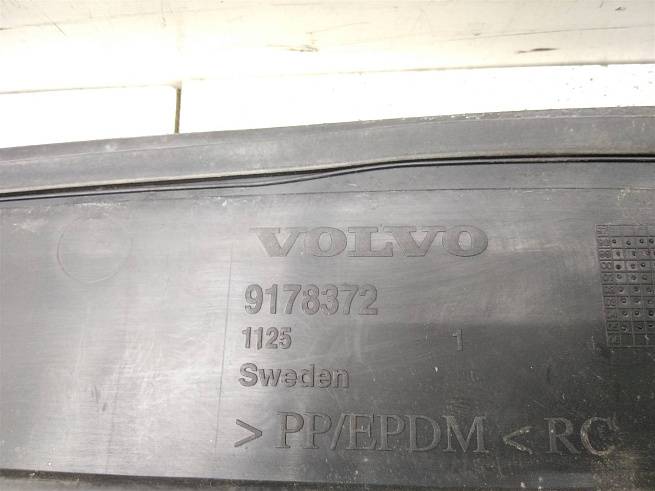 VOLVO
9178372
1125 1
Sweden
> PP/EPDM < RC